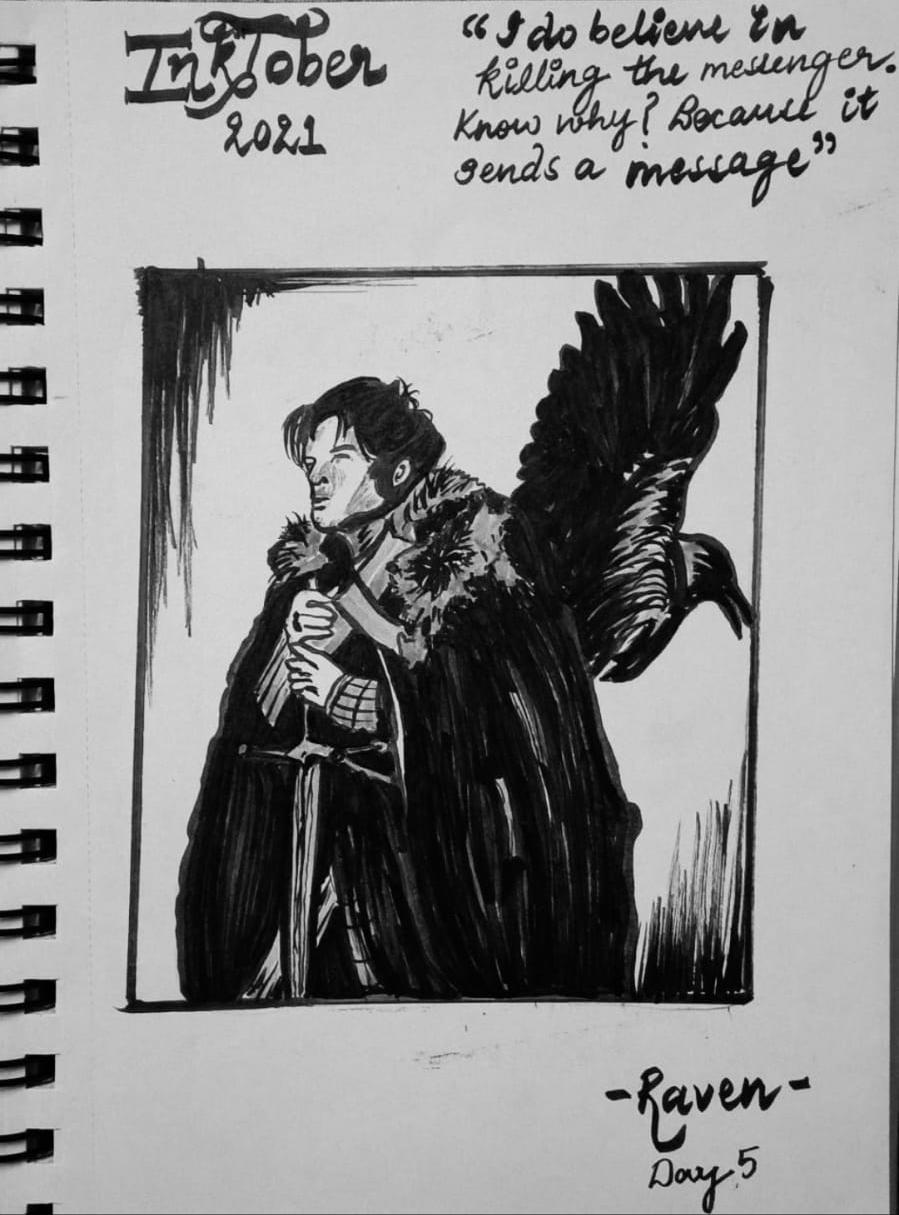 InkTober
2021
“I do believe in
killing the messenger.
Know why? Because it
sends a message”
-Raven-
Day 5